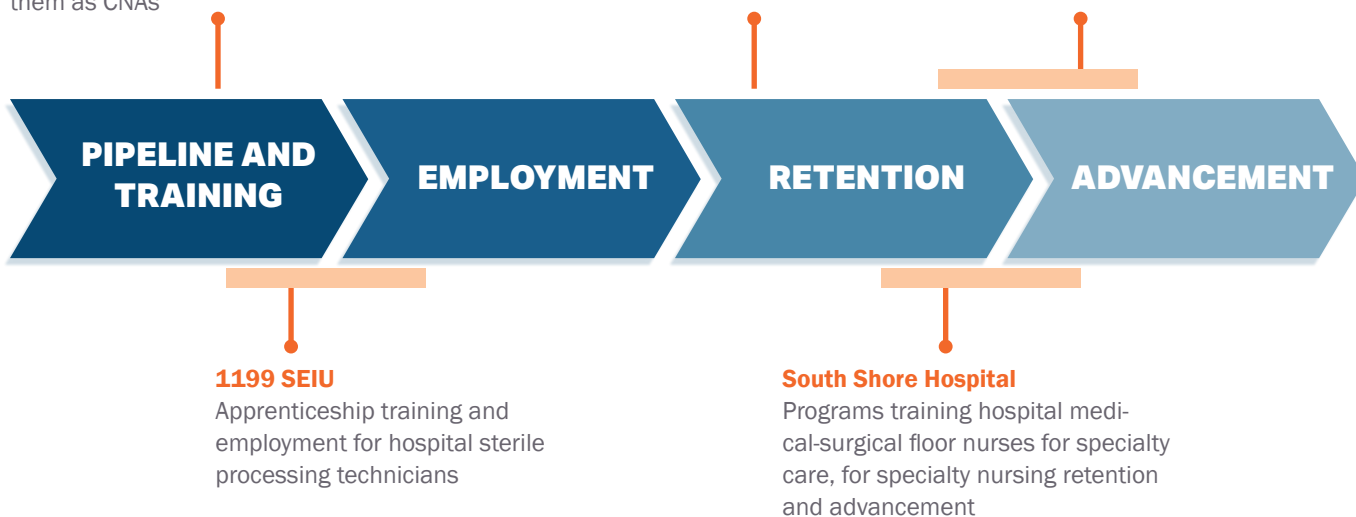 them as CNAs
PIPELINE AND
TRAINING
EMPLOYMENT
RETENTION
ADVANCEMENT
1199 SEIU
Apprenticeship training and
employment for hospital sterile
processing technicians
South Shore Hospital
Programs training hospital medi-
cal-surgical floor nurses for specialty
care, for specialty nursing retention
and advancement